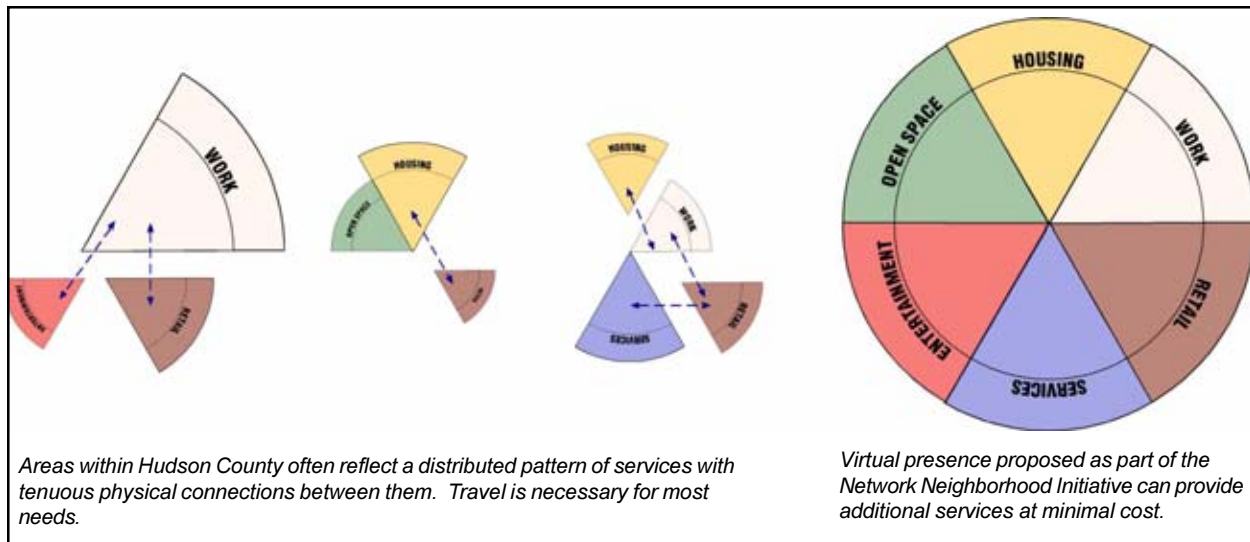 WORK
ENTERTAINMENT
RETAIL
HOUSING
OPEN SPACE
HOUSING
WORK
RETAIL
SERVICES
HOUSING
WORK
RETAIL
SERVICES
ENTERTAINMENT
OPEN SPACE
Areas within Hudson County often reflect a distributed pattern of services with
tenuous physical connections between them. Travel is necessary for most
needs.
Virtual presence proposed as part of the
Network Neighborhood Initiative can provide
additional services at minimal cost.